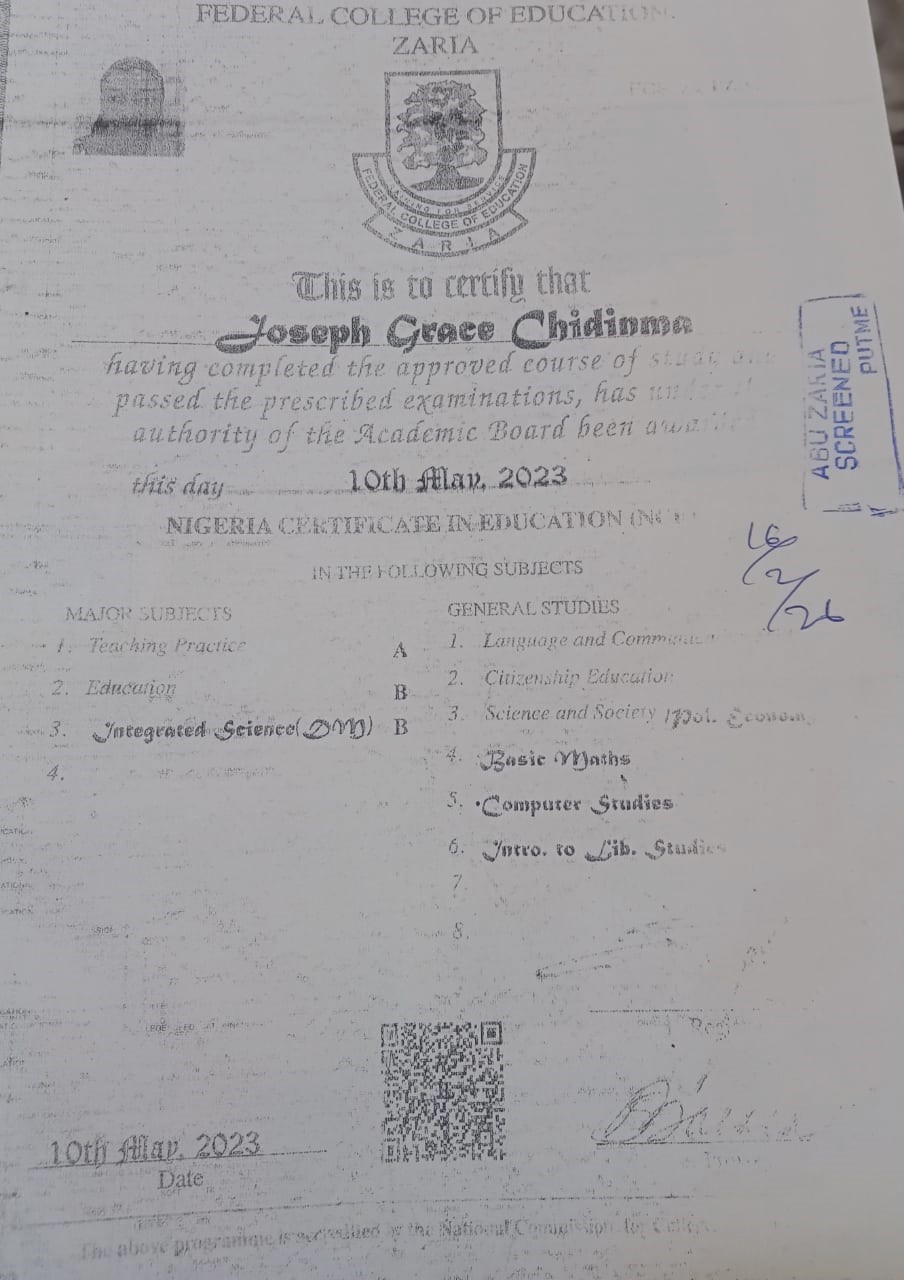 FEDERAL COLLEGE OF EDUCATION
ZARIA
FEDERAL COLLEGE OF EDUCATION
ZARIA
This is to certify that
Joseph Grace Chidinma
having completed the approved course of study
passed the prescribed examinations, has
authority of the Academic Board been
this day 10th May, 2023
NIGERIA CERTIFICATE IN EDUCATION
IN THE FOLLOWING SUBJECTS
MAJOR SUBJECTS
1. Teaching Practice A
2. Education B
3. Integrated Science(DM) B
4.
GENERAL STUDIES
1. Language and
2. Citizenship Education
3. Science and Society / Pol.
4. Basic Maths
5. Computer Studies
6. Intro. to Lib. Studies
7.
8.
ABU ZARIA
SCREENED
PUTME
16/2/26
10th May, 2023
Date
The above programme is accredited by the National Commission for